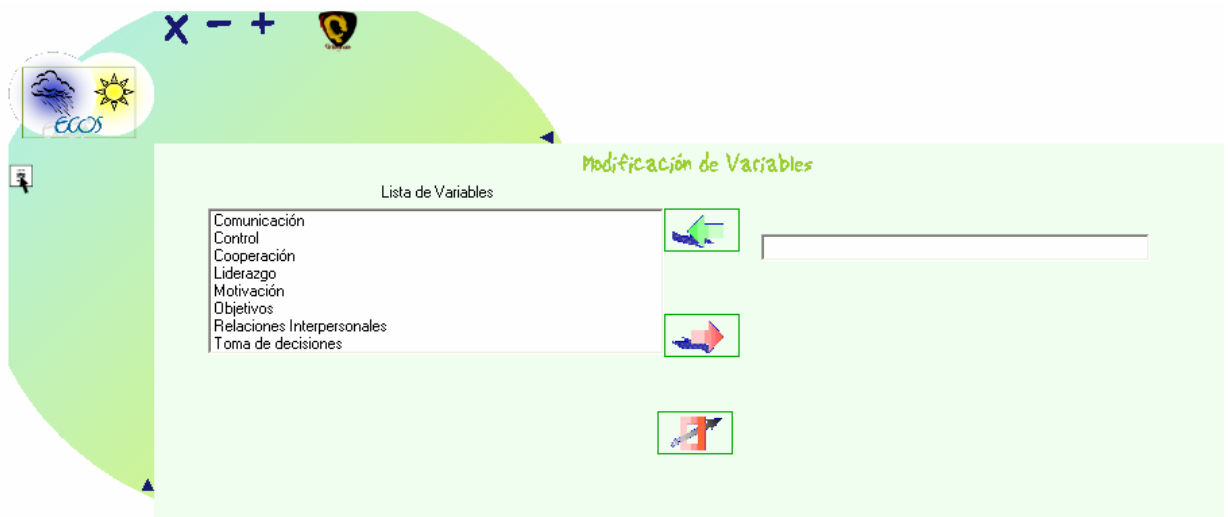 x - +
ECOS
Modificación de Variables
Lista de Variables
Comunicación
Control
Cooperación
Liderazgo
Motivación
Objetivos
Relaciones Interpersonales
Toma de decisiones